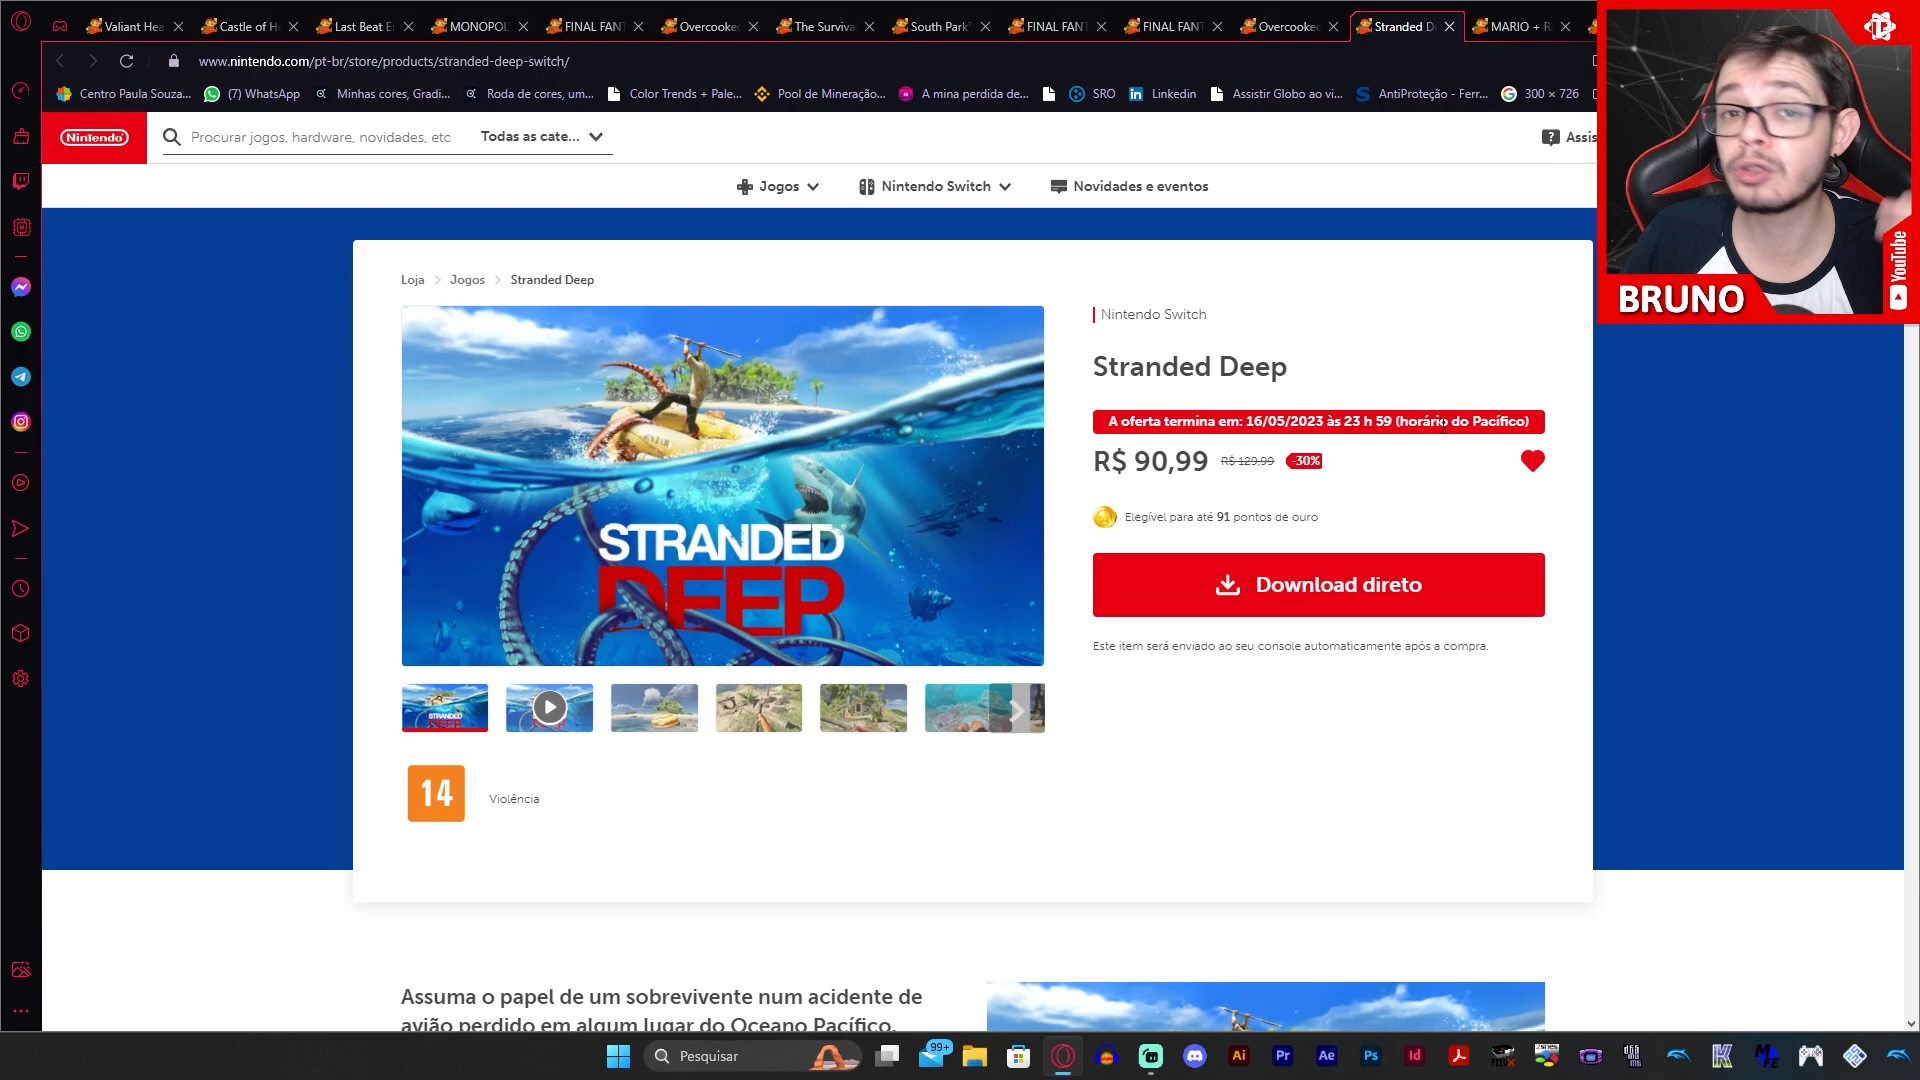 Valiant Hea
Castle of H
Last Beat E
MONOPOL
FINAL FANT
Overcooked
The Surviva
South Park
FINAL FANT
FINAL FANT
Overcooked
Stranded D
MARIO + R
www.nintendo.com/pt-br/store/products/stranded-deep-switch/
Centro Paula Souza...
(7) WhatsApp
Minhas cores, Gradi...
Roda de cores, um...
Color Trends + Pale...
Pool de Mineração...
A mina perdida de...
SRO
Linkedin
Assistir Globo ao vi...
AntiProteção - Ferr...
300 × 726
Nintendo
Procurar jogos, hardware, novidades, etc
Todas as cate...
Assis
Jogos
Nintendo Switch
Novidades e eventos
YouTube
BRUNO
Loja
Jogos
Stranded Deep
Nintendo Switch
Stranded Deep
A oferta termina em: 16/05/2023 às 23 h 59 (horário do Pacífico)
R$ 90,99
R$ 129,99
-30%
Elegível para até 91 pontos de ouro
STRANDED
DEEP
Download direto
Este item será enviado ao seu console automaticamente após a compra.
14
Violência
Assuma o papel de um sobrevivente num acidente de
avião perdido em algum lugar do Oceano Pacífico.
Pesquisar
99+
Ai
Pr
Ae
Ps
Id